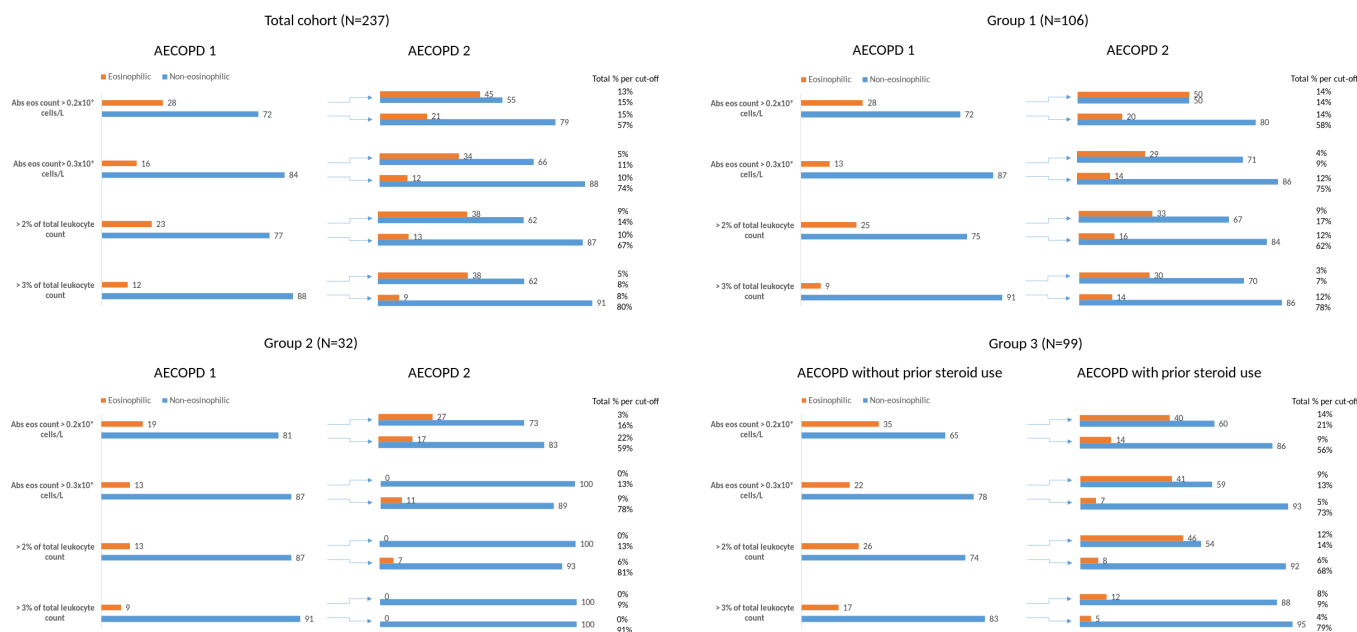 Total cohort (N=237)
AECOPD 1
AECOPD 2
Eosinophilic
Non-eosinophilic
Total % per cut-off
Abs eos count > 0.2x10⁹
cells/L
28
72
45
55
21
79
13%
15%
15%
57%
Abs eos count> 0.3x10⁹
cells/L
16
84
34
66
12
88
5%
11%
10%
74%
> 2% of total leukocyte
count
23
77
38
62
13
87
9%
14%
10%
67%
> 3% of total leukocyte
count
12
88
38
62
9
91
5%
8%
8%
80%
Group 1 (N=106)
AECOPD 1
AECOPD 2
Eosinophilic
Non-eosinophilic
Total % per cut-off
Abs eos count > 0.2x10⁹
cells/L
28
72
50
50
20
80
14%
14%
14%
58%
Abs eos count> 0.3x10⁹
cells/L
13
87
29
71
14
86
4%
9%
12%
75%
> 2% of total leukocyte
count
25
75
33
67
16
84
9%
17%
12%
62%
> 3% of total leukocyte
count
9
91
30
70
14
86
3%
7%
12%
78%
Group 2 (N=32)
AECOPD 1
AECOPD 2
Eosinophilic
Non-eosinophilic
Total % per cut-off
Abs eos count > 0.2x10⁹
cells/L
19
81
27
73
17
83
3%
16%
22%
59%
Abs eos count> 0.3x10⁹
cells/L
13
87
0
100
11
89
0%
13%
9%
78%
> 2% of total leukocyte
count
13
87
0
100
7
93
0%
13%
6%
81%
> 3% of total leukocyte
count
9
91
0
100
0
100
0%
9%
0%
91%
Group 3 (N=99)
AECOPD without prior steroid use
AECOPD with prior steroid use
Eosinophilic
Non-eosinophilic
Total % per cut-off
Abs eos count > 0.2x10⁹
cells/L
35
65
40
60
14
86
14%
21%
9%
56%
Abs eos count> 0.3x10⁹
cells/L
22
78
41
59
7
93
9%
13%
5%
73%
> 2% of total leukocyte
count
26
74
46
54
8
92
12%
14%
6%
68%
> 3% of total leukocyte
count
17
83
12
88
5
95
8%
9%
4%
79%